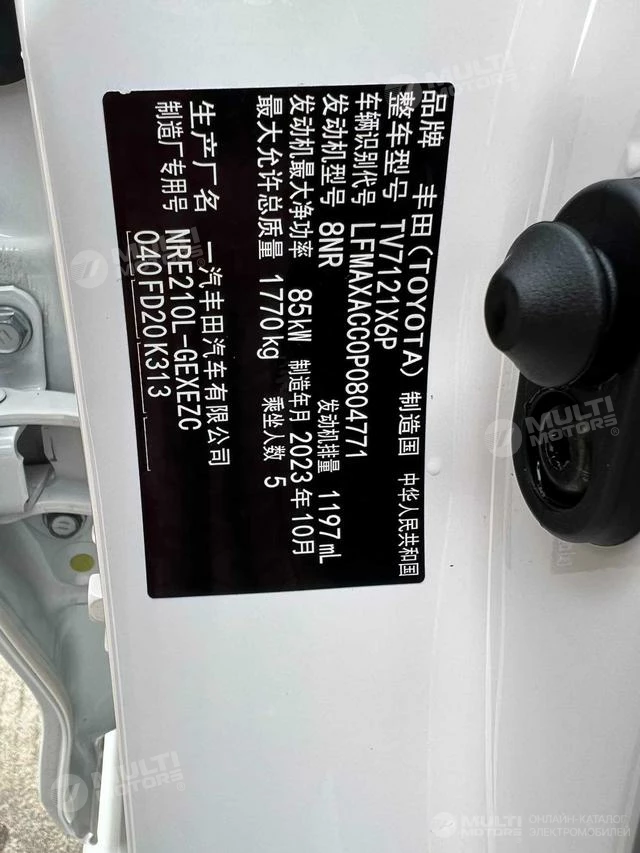 品牌 丰田(TOYOTA) 制造国 中华人民共和国
整车型号 TV7121X6P
车辆识别代号 LFMAXACC0P0804771
发动机型号 8NR 发动机排量 1197mL
发动机最大净功率 85kW 制造年月 2023年10月
最大允许总质量 1770kg 乘坐人数 5
生产厂名 一汽丰田汽车有限公司
制造厂专用号 NRE210L-GEXEZC
040 FD20 K313
MULTI MOTORS
MULTI MOTORS
MULTI MOTORS
MULTI MOTORS
MULTI MOTORS ОНЛАЙН-КАТАЛОГ ЭЛЕКТРОМОБИЛЕЙ